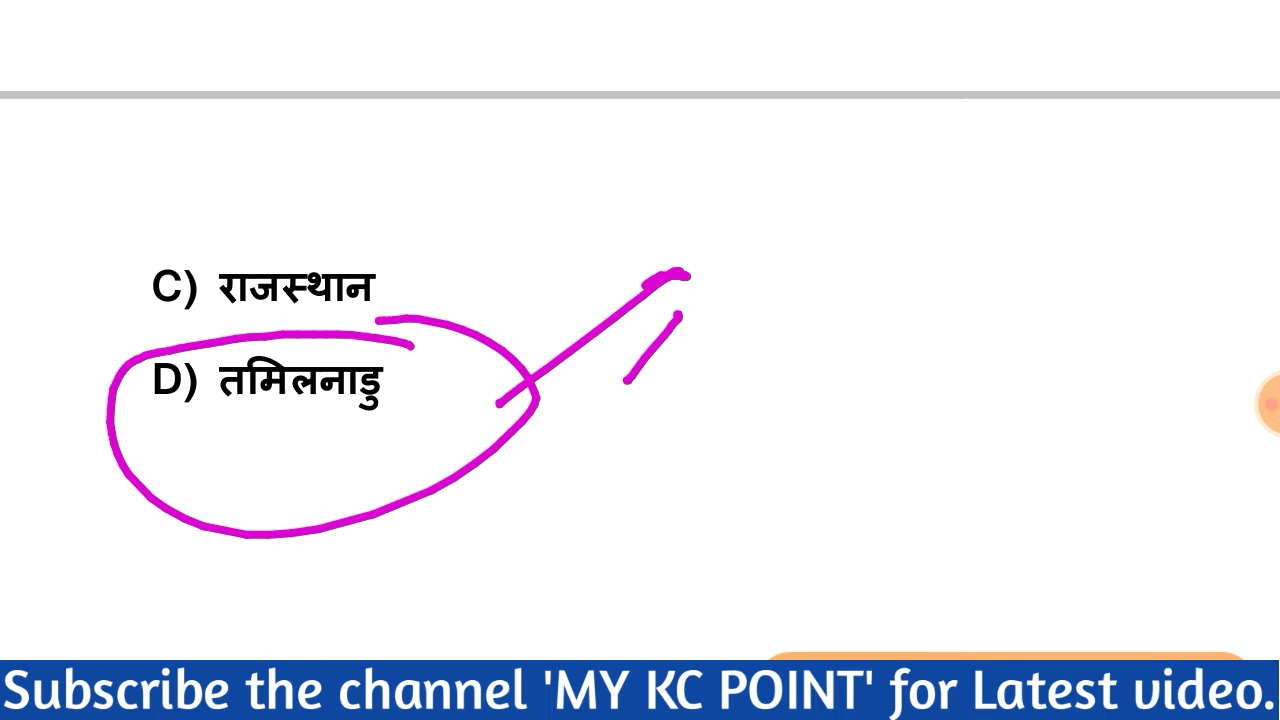 C) राजस्थान
D) तमिलनाडु
Subscribe the channel 'MY KC POINT' for Latest video.